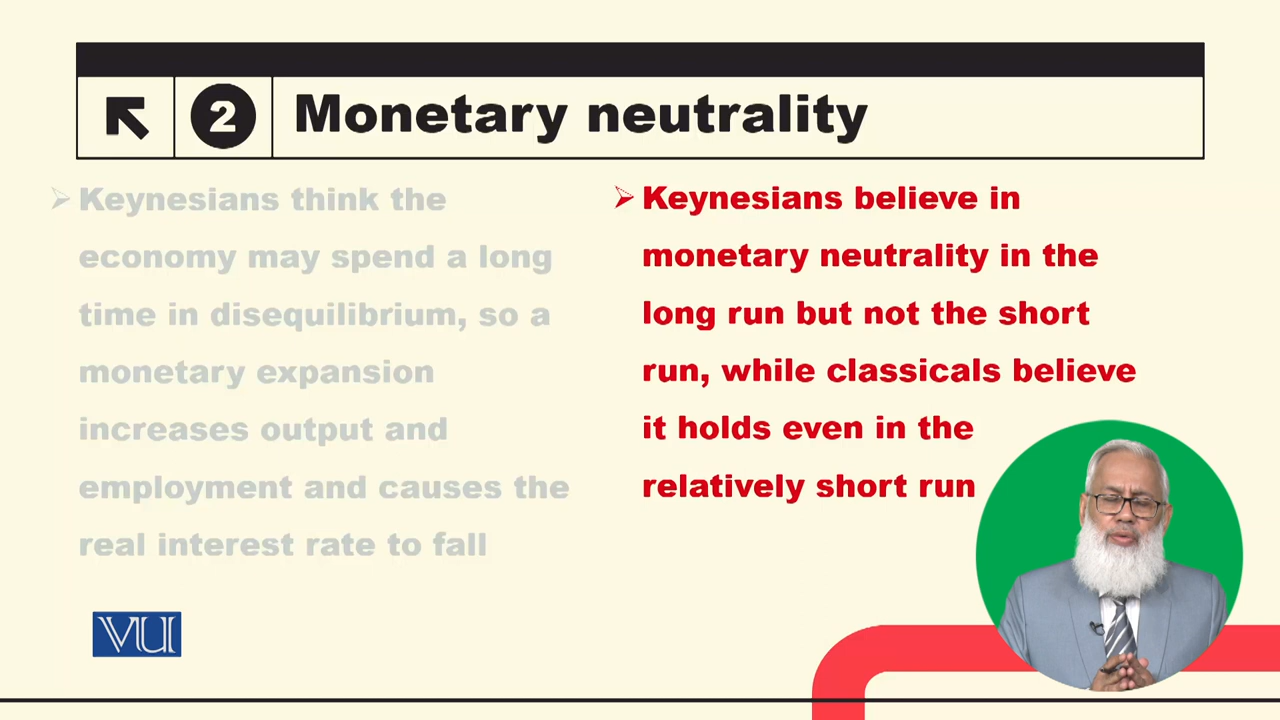 2 Monetary neutrality
➢ Keynesians think the
economy may spend a long
time in disequilibrium, so a
monetary expansion
increases output and
employment and causes the
real interest rate to fall
➢ Keynesians believe in
monetary neutrality in the
long run but not the short
run, while classicals believe
it holds even in the
relatively short run
VU